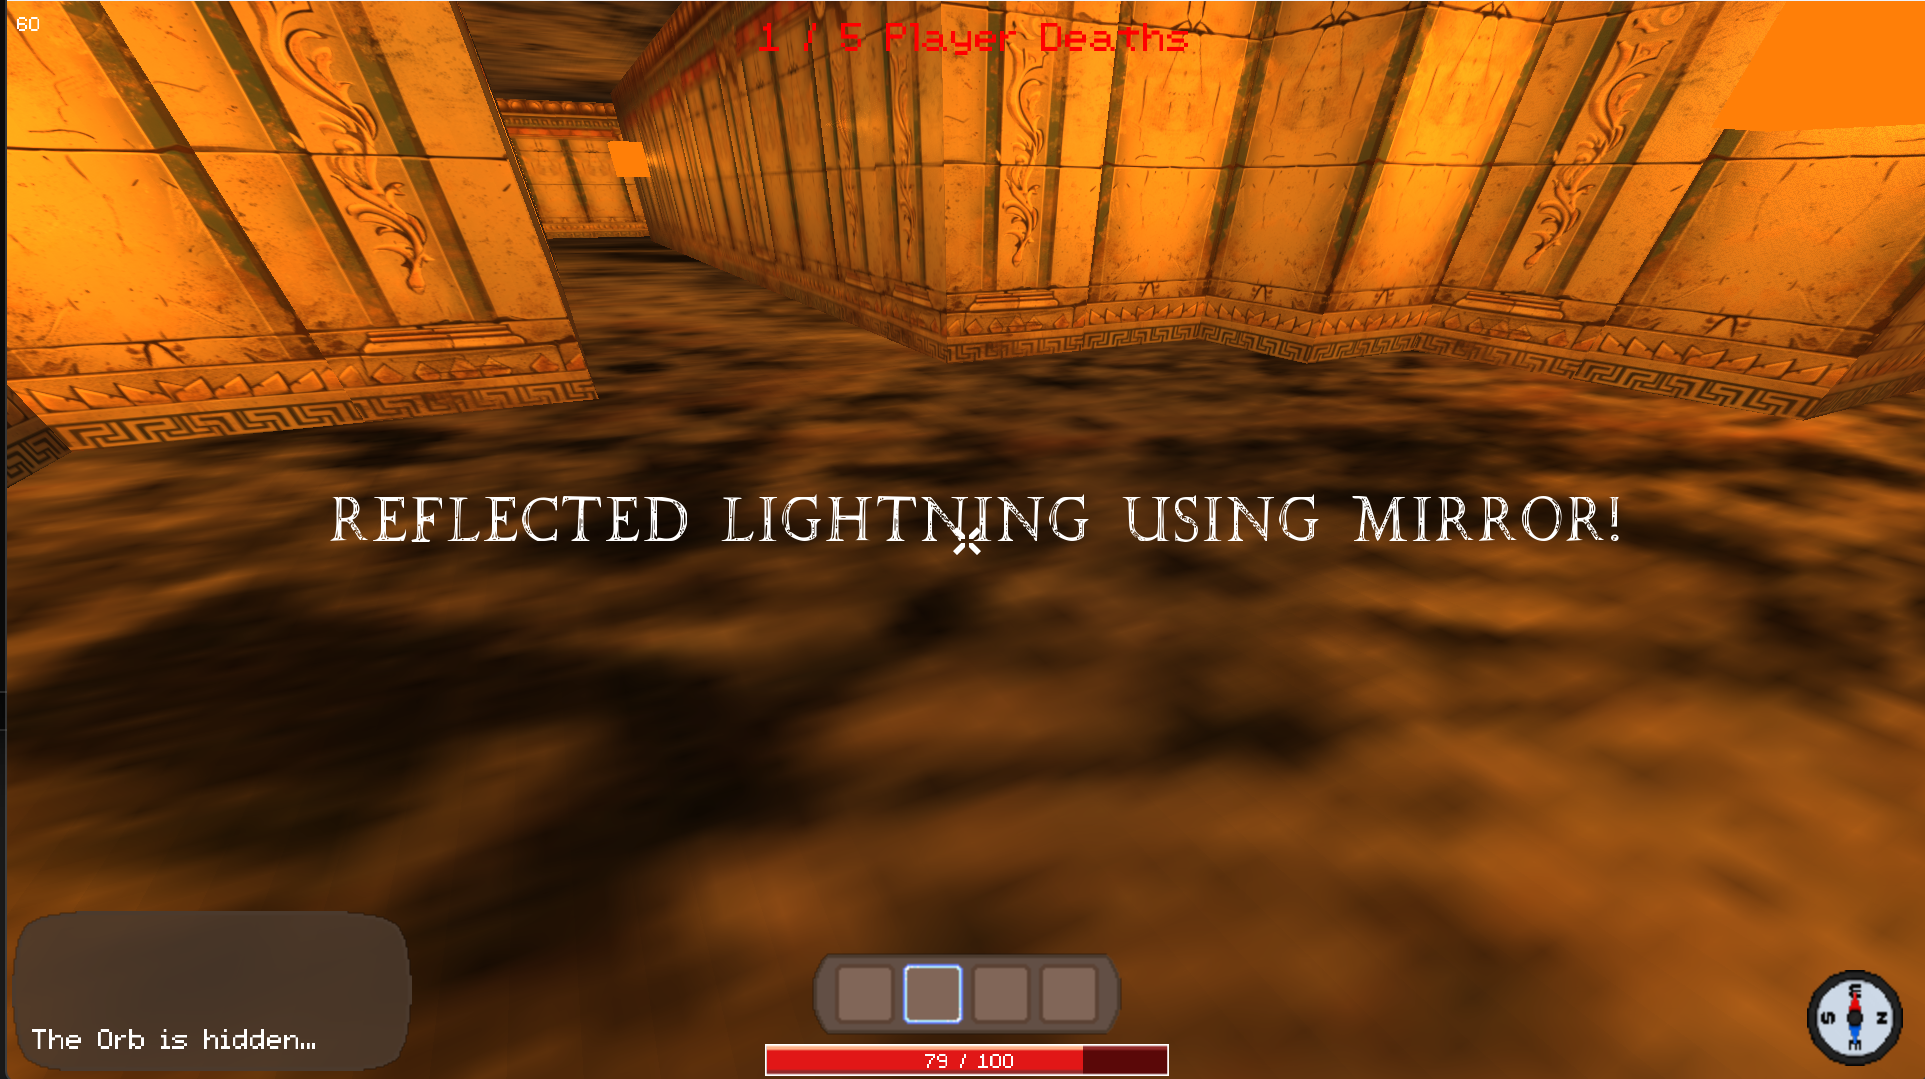 60
1 / 5 Player Deaths
REFLECTED LIGHTNING USING MIRROR!
The Orb is hidden...
79 / 100
W
S N
E